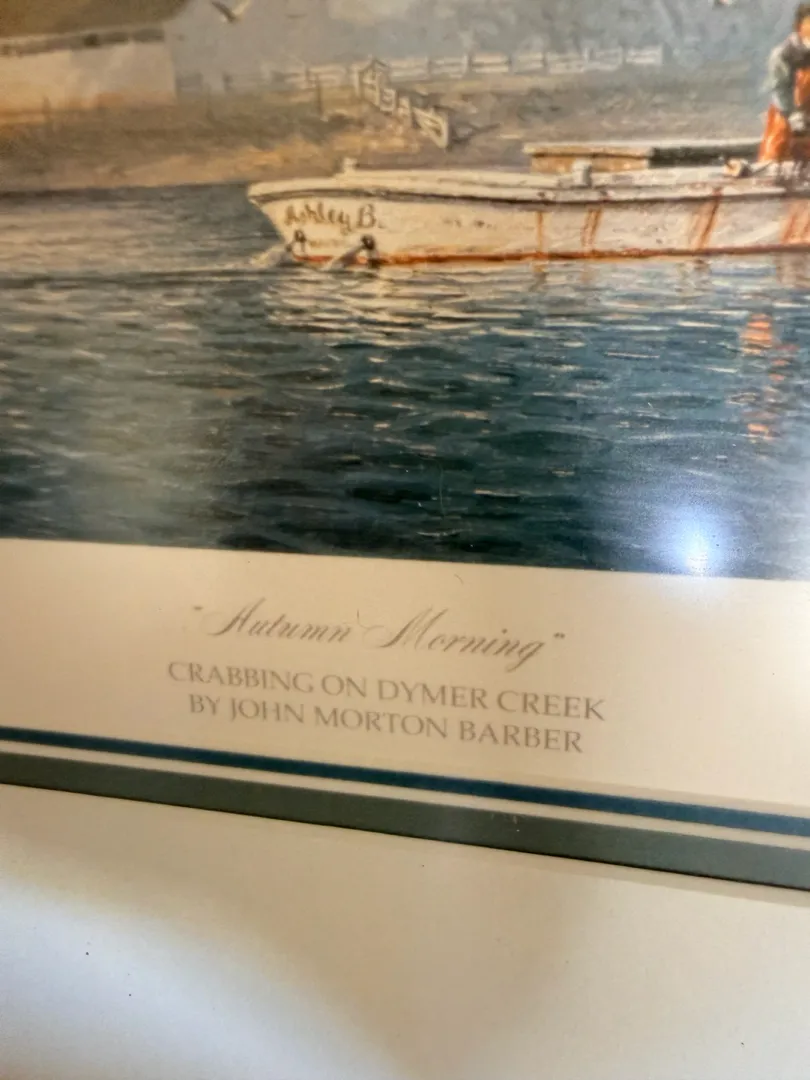 Ashley B.
"Autumn Morning"
CRABBING ON DYMER CREEK
BY JOHN MORTON BARBER